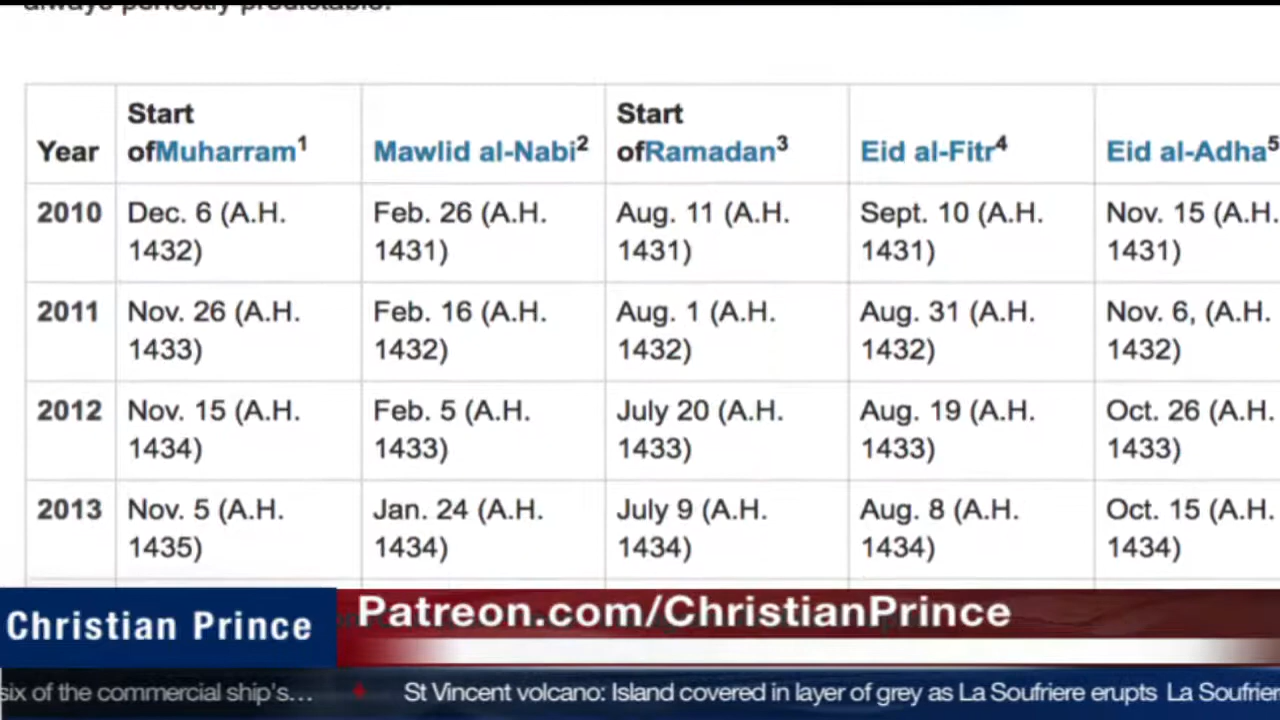 always perfectly predictable.
Year
Start
ofMuharram1
Mawlid al-Nabi2
Start
ofRamadan3
Eid al-Fitr4
Eid al-Adha5
2010
Dec. 6 (A.H.
1432)
Feb. 26 (A.H.
1431)
Aug. 11 (A.H.
1431)
Sept. 10 (A.H.
1431)
Nov. 15 (A.H.
1431)
2011
Nov. 26 (A.H.
1433)
Feb. 16 (A.H.
1432)
Aug. 1 (A.H.
1432)
Aug. 31 (A.H.
1432)
Nov. 6, (A.H.
1432)
2012
Nov. 15 (A.H.
1434)
Feb. 5 (A.H.
1433)
July 20 (A.H.
1433)
Aug. 19 (A.H.
1433)
Oct. 26 (A.H.
1433)
2013
Nov. 5 (A.H.
1435)
Jan. 24 (A.H.
1434)
July 9 (A.H.
1434)
Aug. 8 (A.H.
1434)
Oct. 15 (A.H.
1434)
Christian Prince
Patreon.com/ChristianPrince
six of the commercial ship's...
St Vincent volcano: Island covered in layer of grey as La Soufriere erupts La Soufrier